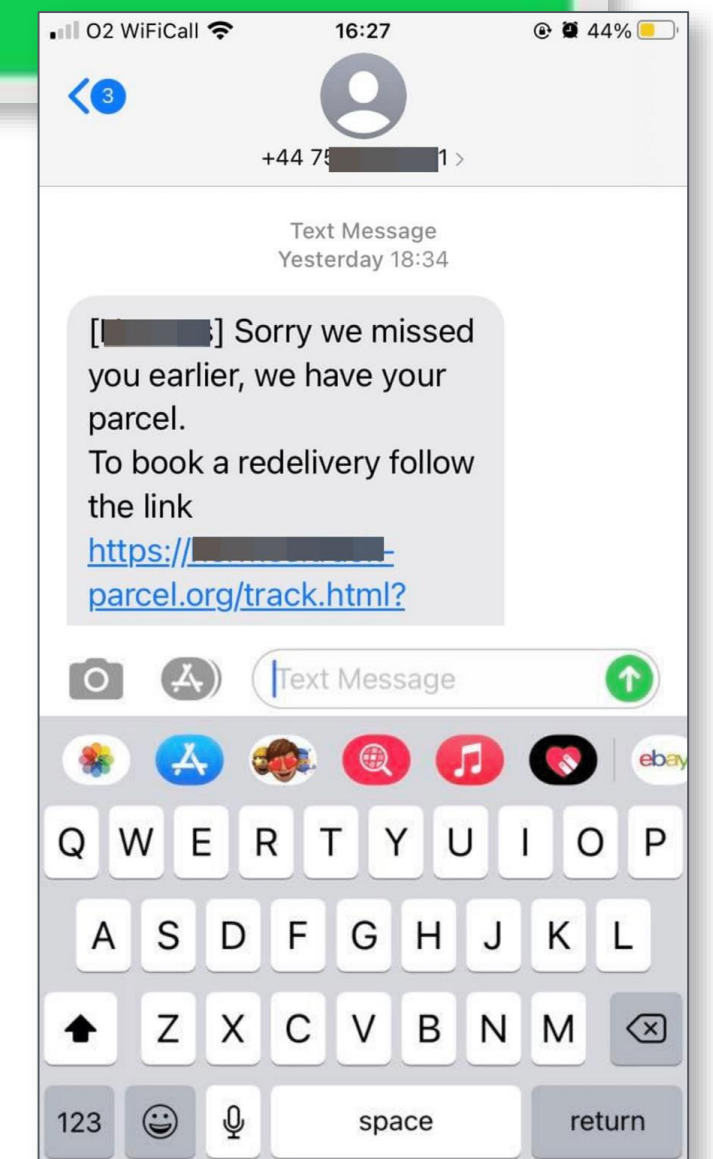 O2 WiFiCall
16:27
44%
3
+44 75 1 >
Text Message
Yesterday 18:34
[ ] Sorry we missed
you earlier, we have your
parcel.
To book a redelivery follow
the link
https:// -
parcel.org/track.html?
Text Message
ebay
Q W E R T Y U I O P
A S D F G H J K L
Z X C V B N M
123 space return